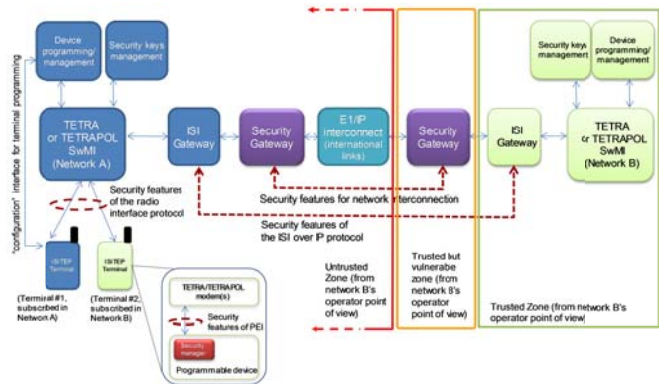 Device
programming/
management
Security keys
management
"configuration" interface for terminal programming
TETRA
or TETRAPOL
SwMI
(Network A)
ISI
Gateway
Security
Gateway
E1/IP
interconnect
(international
links)
Security
Gateway
ISI
Gateway
Security keys
management
Device
programming/
management
TETRA
or TETRAPOL
SwMI
(Network B)
Security features
of the radio
interface protocol
Security features for network interconnection
Security features of
the ISI over IP protocol
ISITEP
Terminal
(Terminal #1,
subscribed in
Network A)
ISITEP
Terminal
(Terminal #2,
subscribed in
Network B)
TETRA/TETRAPOL
modem(s)
Security
features of PEI
Security
manager
Programmable device
Untrusted
Zone (from
network B's
operator
point of
view)
Trusted but
vulnerabe
zone (from
network B's
operator
point of view)
Trusted Zone (from network B's
operator point of view)